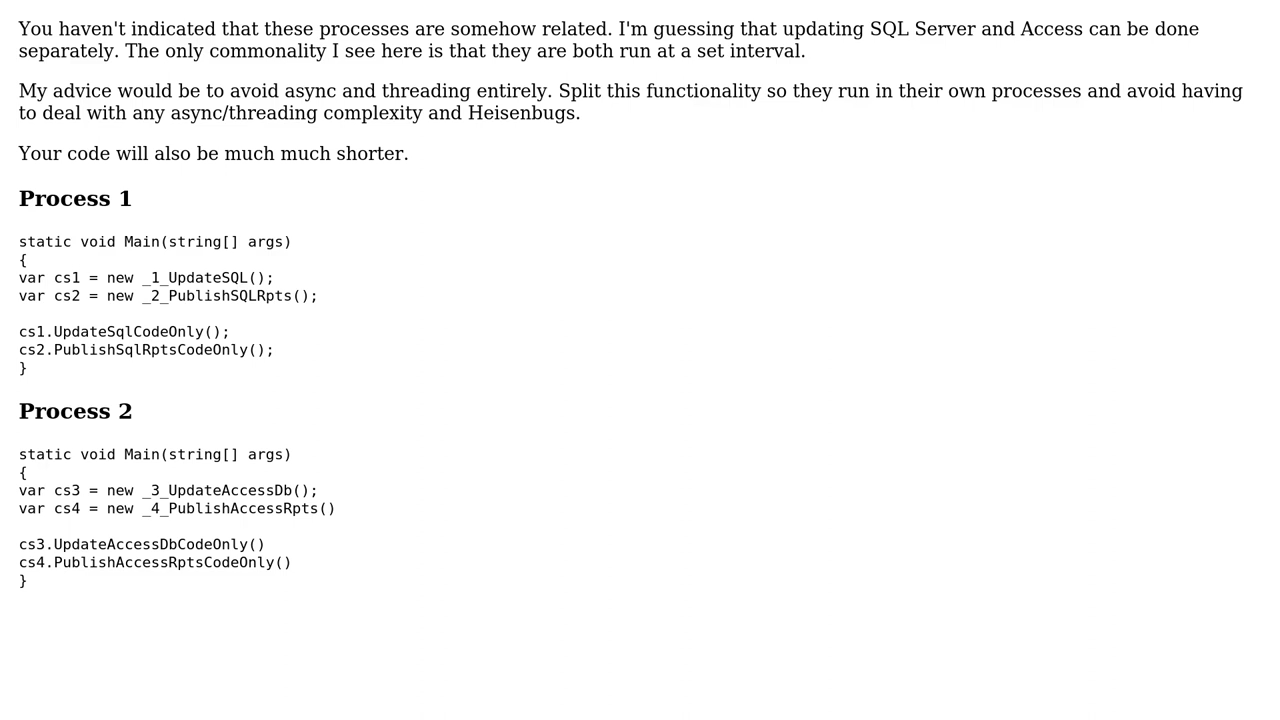 You haven't indicated that these processes are somehow related. I'm guessing that updating SQL Server and Access can be done
separately. The only commonality I see here is that they are both run at a set interval.
My advice would be to avoid async and threading entirely. Split this functionality so they run in their own processes and avoid having
to deal with any async/threading complexity and Heisenbugs.
Your code will also be much much shorter.
Process 1
static void Main(string[] args)
{
var cs1 = new _1_UpdateSQL();
var cs2 = new _2_PublishSQLRpts();
cs1.UpdateSqlCodeOnly();
cs2.PublishSqlRptsCodeOnly();
}
Process 2
static void Main(string[] args)
{
var cs3 = new _3_UpdateAccessDb();
var cs4 = new _4_PublishAccessRpts()
cs3.UpdateAccessDbCodeOnly()
cs4.PublishAccessRptsCodeOnly()
}